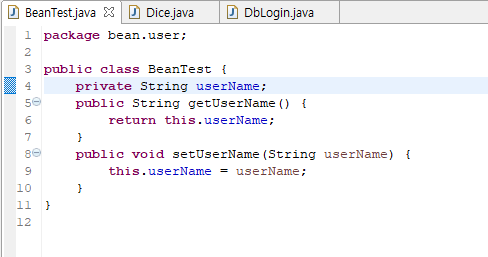 BeanTest.java Dice.java DbLogin.java
1 package bean.user;
2
3 public class BeanTest {
4     private String userName;
5     public String getUserName() {
6         return this.userName;
7     }
8     public void setUserName(String userName) {
9         this.userName = userName;
10     }
11 }
12